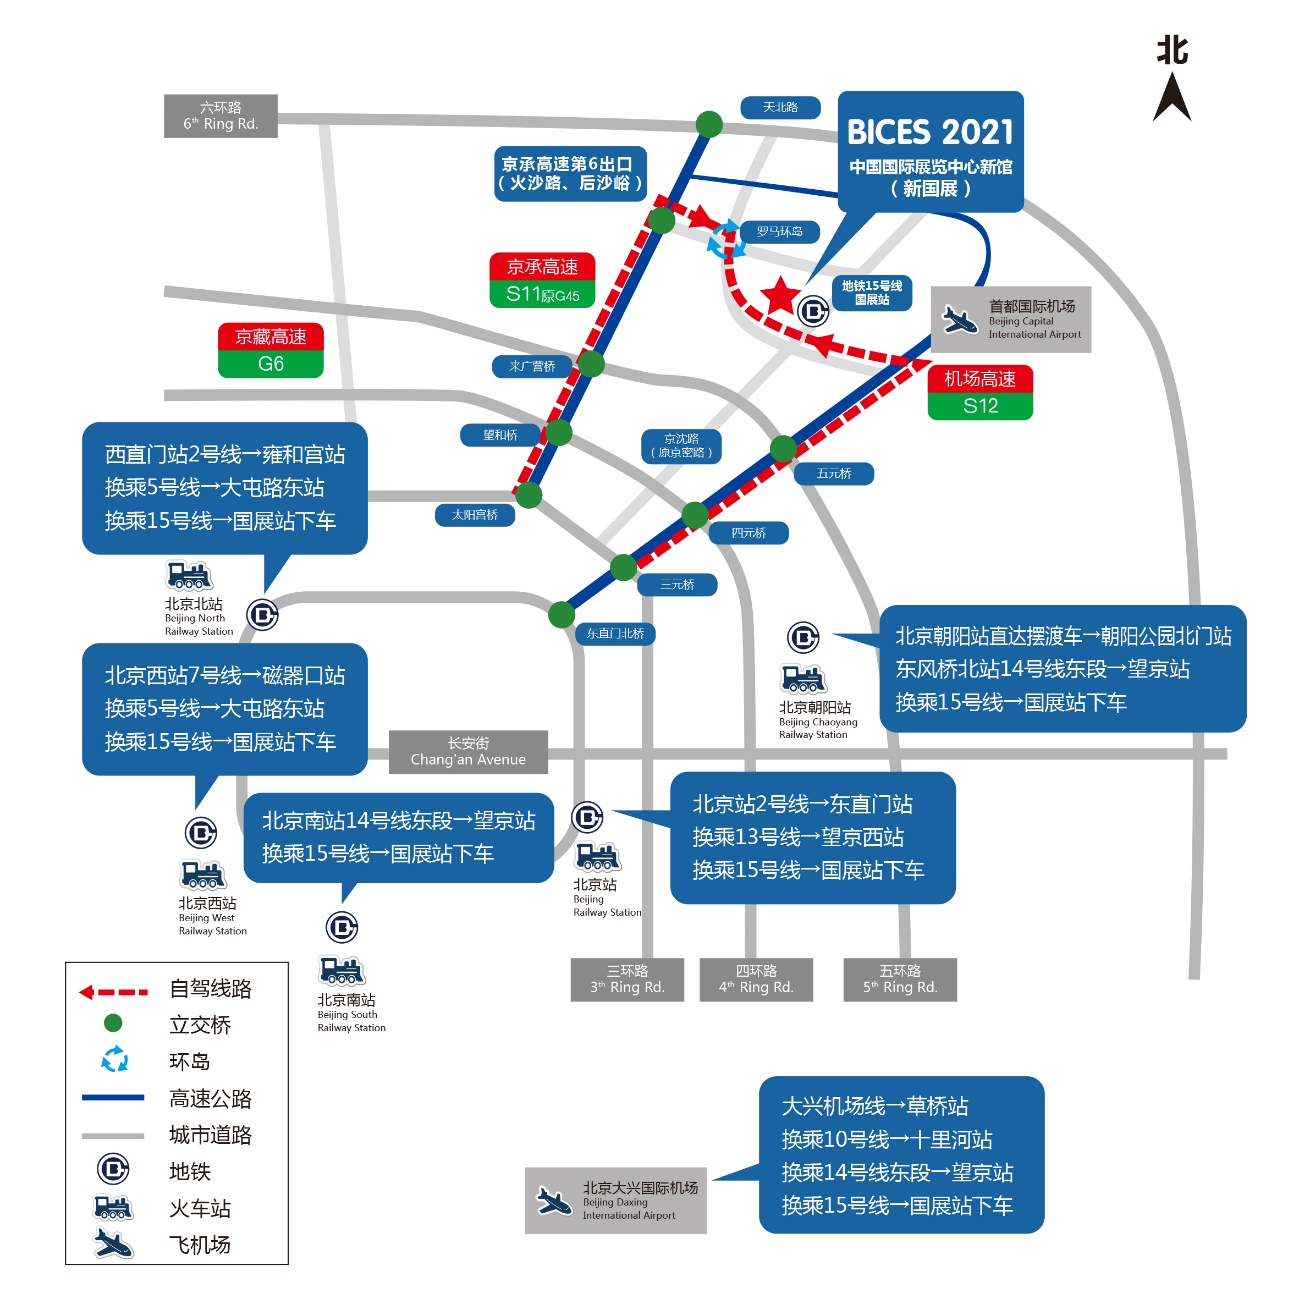 北
六环路
6th Ring Rd.
天北路
BICES 2021
中国国际展览中心新馆
（新国展）
京承高速第6出口
（火沙路、后沙峪）
罗马环岛
京承高速
S11原G45
地铁15号线
国展站
首都国际机场
Beijing Capital
International Airport
京藏高速
G6
来广营桥
机场高速
S12
望和桥
京沈路
（原京密路）
五元桥
西直门站2号线→雍和宫站
换乘5号线→大屯路东站
换乘15号线→国展站下车
太阳宫桥
四元桥
三元桥
北京北站
Beijing North
Railway Station
东直门北桥
北京朝阳站直达摆渡车→朝阳公园北门站
东风桥北站14号线东段→望京站
换乘15号线→国展站下车
北京西站7号线→磁器口站
换乘5号线→大屯路东站
换乘15号线→国展站下车
北京朝阳站
Beijing Chaoyang
Railway Station
长安街
Chang'an Avenue
北京南站14号线东段→望京站
换乘15号线→国展站下车
北京站2号线→东直门站
换乘13号线→望京西站
换乘15号线→国展站下车
北京西站
Beijing West
Railway Station
北京站
Beijing
Railway Station
三环路
3th Ring Rd.
四环路
4th Ring Rd.
五环路
5th Ring Rd.
北京南站
Beijing South
Railway Station
自驾线路
立交桥
环岛
高速公路
城市道路
地铁
火车站
飞机场
大兴机场线→草桥站
换乘10号线→十里河站
换乘14号线东段→望京站
换乘15号线→国展站下车
北京大兴国际机场
Beijing Daxing
International Airport